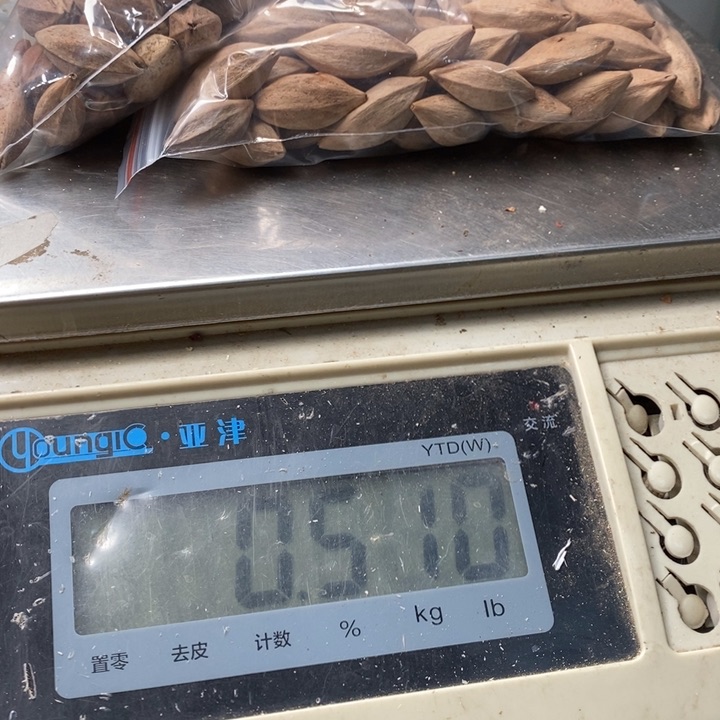 Youngic · 亚津
交流
YTD(W)
0.510
置零 去皮 计数 % kg lb